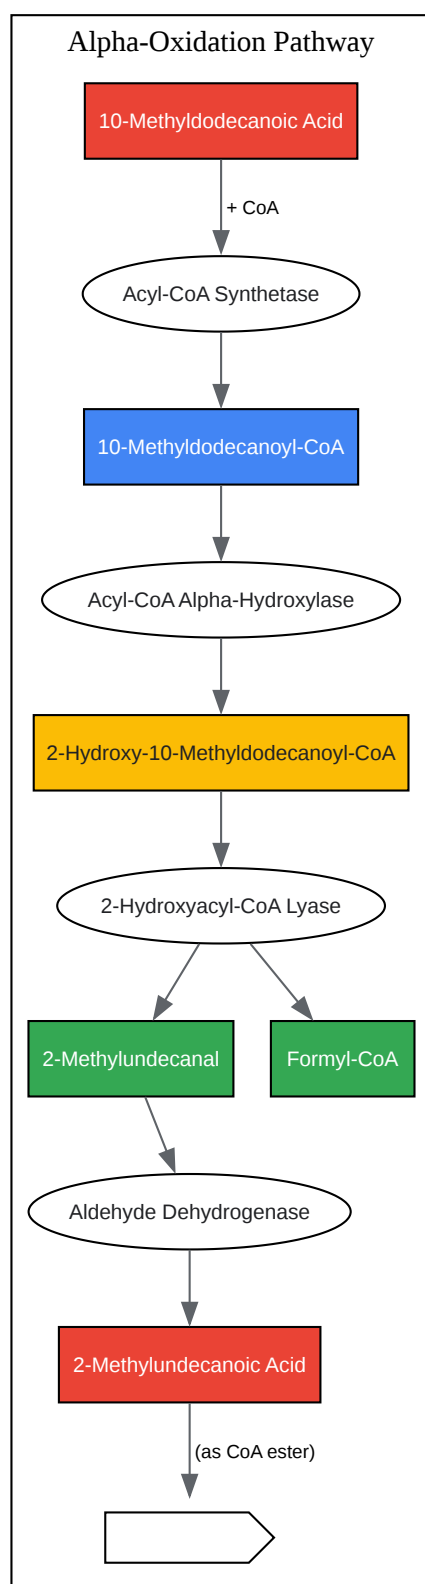 Alpha-Oxidation Pathway
10-Methyldodecanoic Acid
+ CoA
Acyl-CoA Synthetase
10-Methyldodecanoyl-CoA
Acyl-CoA Alpha-Hydroxylase
2-Hydroxy-10-Methyldodecanoyl-CoA
2-Hydroxyacyl-CoA Lyase
2-Methylundecanal
Formyl-CoA
Aldehyde Dehydrogenase
2-Methylundecanoic Acid
(as CoA ester)